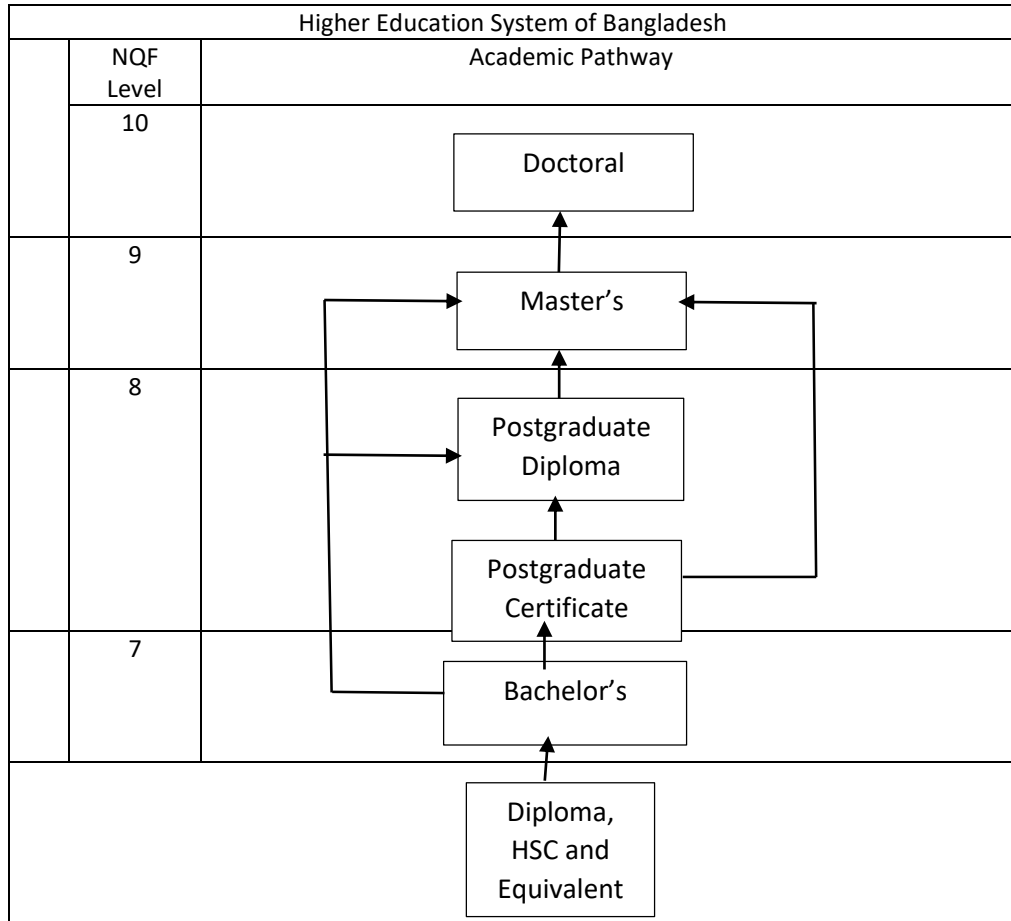 Higher Education System of Bangladesh
NQF
Level
Academic Pathway
10
Doctoral
9
Master’s
8
Postgraduate
Diploma
Postgraduate
Certificate
7
Bachelor’s
Diploma,
HSC and
Equivalent